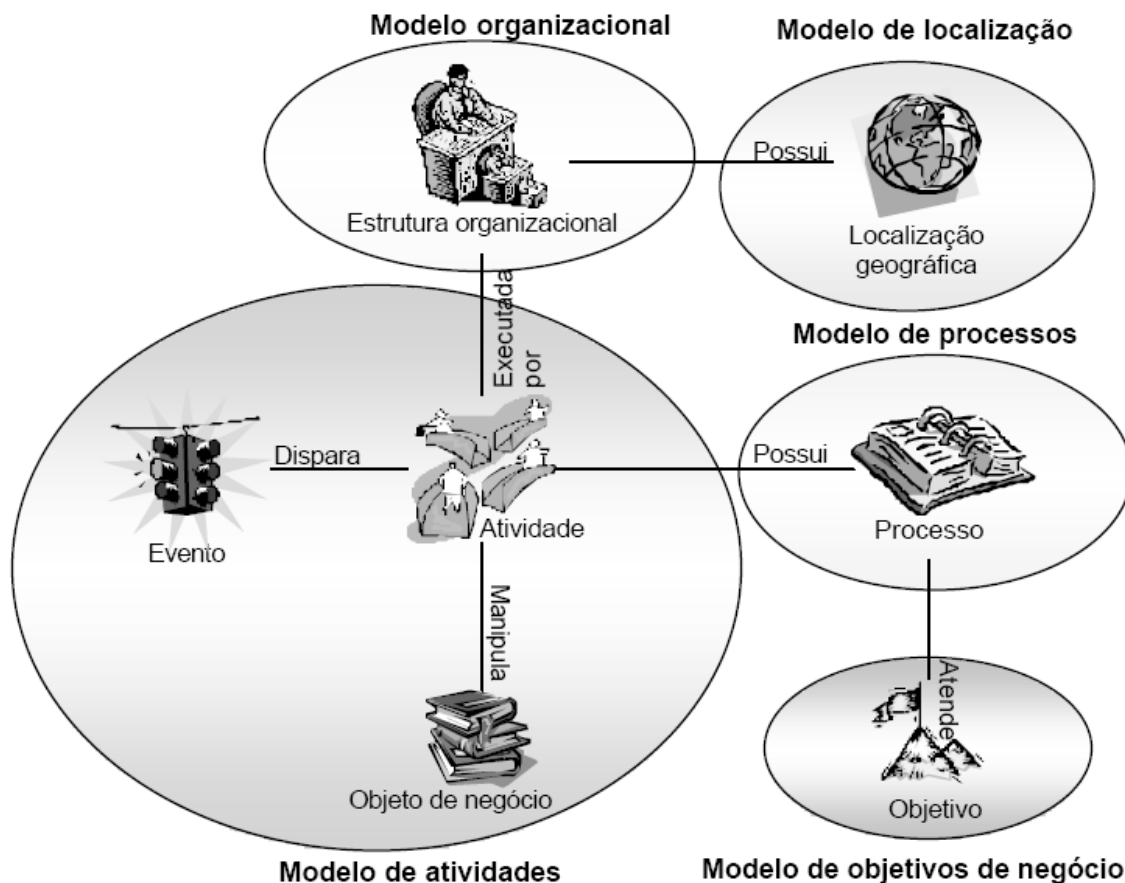 Modelo organizacional
Modelo de localização
Possui
Estrutura organizacional
Localização
geográfica
Executada
por
Modelo de processos
Dispara
Possui
Evento
Atividade
Processo
Manipula
Atende
Objeto de negócio
Objetivo
Modelo de atividades
Modelo de objetivos de negócio